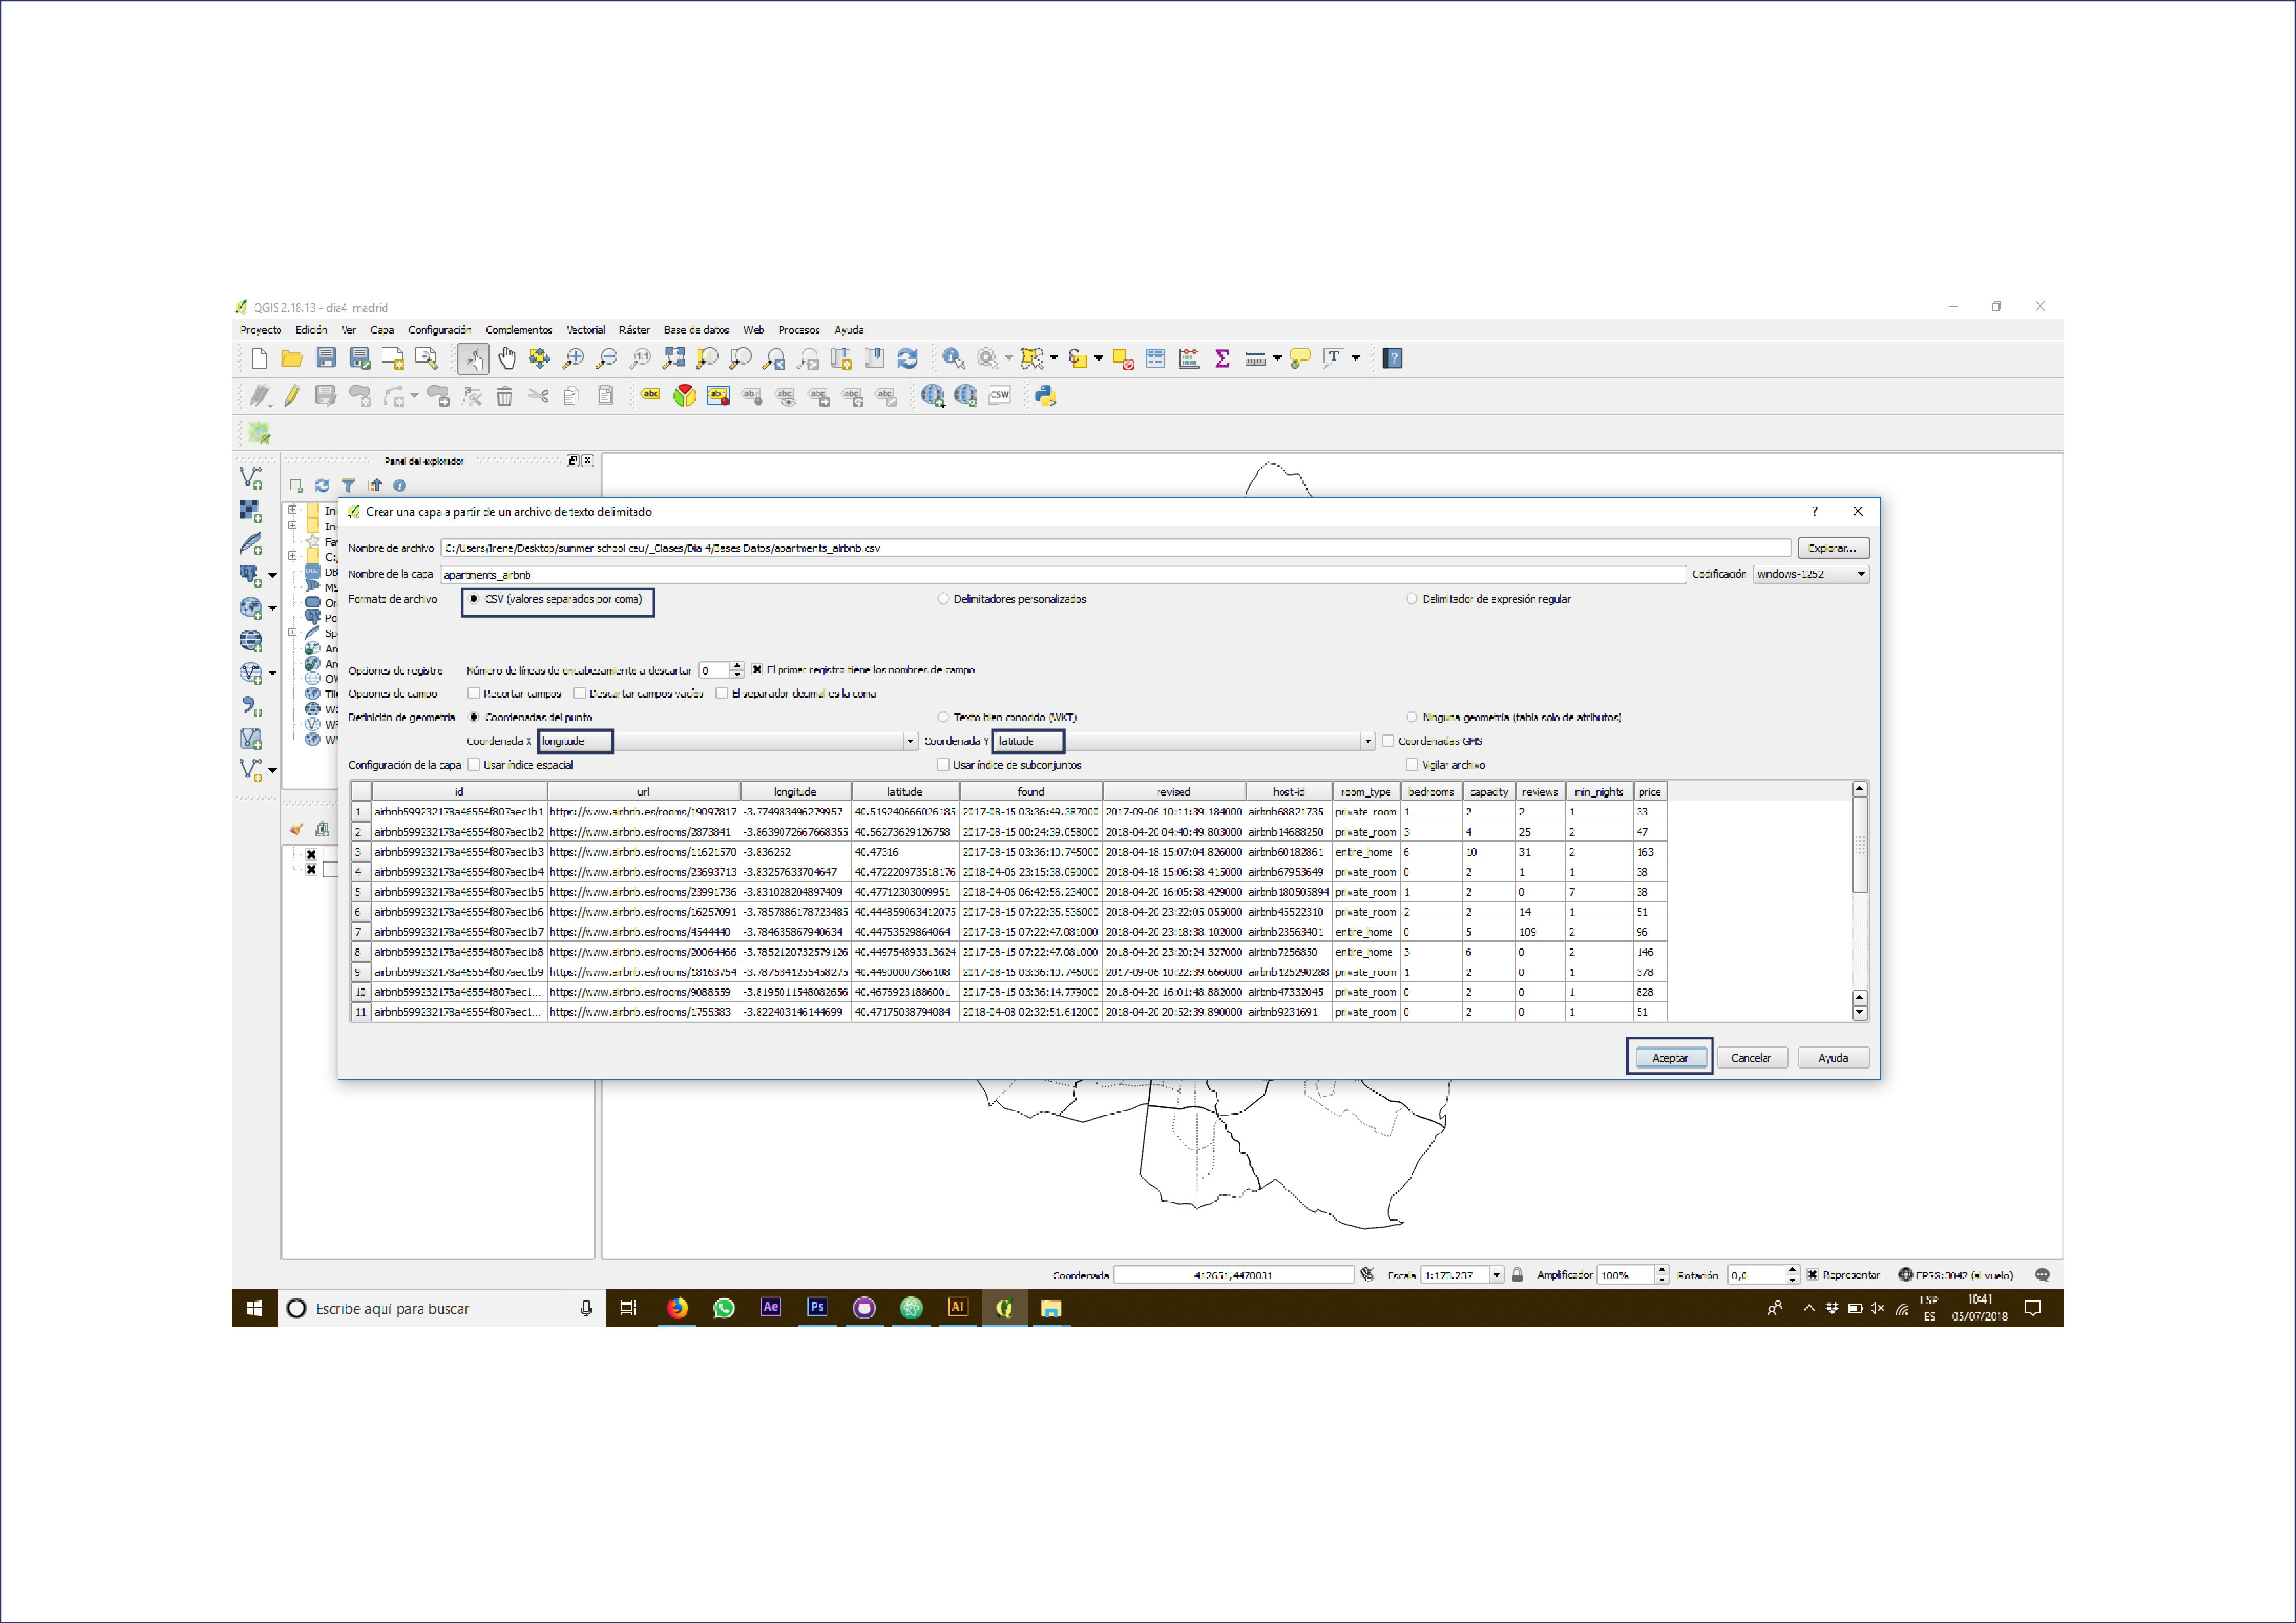 QGIS 2.18.13 - dia4_madrid
Proyecto Edición Ver Capa Configuración Complementos Vectorial Ráster Base de datos Web Procesos Ayuda
1:1
T ?
abc abc ab abc abc abc abc CSW
Panel del explorador
Crear una capa a partir de un archivo de texto delimitado ?
Nombre de archivo C:/Users/Irene/Desktop/summer school ceu/_Clases/Día 4/Bases Datos/apartments_airbnb.csv Explorar...
Nombre de la capa apartments_airbnb Codificación windows-1252
Formato de archivo CSV (valores separados por coma) Delimitadores personalizados Delimitador de expresión regular
Opciones de registro Número de líneas de encabezamiento a descartar 0 El primer registro tiene los nombres de campo
Opciones de campo Recortar campos Descartar campos vacíos El separador decimal es la coma
Definición de geometría Coordenadas del punto Texto bien conocido (WKT) Ninguna geometría (tabla solo de atributos)
Coordenada X longitude Coordenada Y latitude Coordenadas GMS
Configuración de la capa Usar índice espacial Usar índice de subconjuntos Vigilar archivo
id url longitude latitude found revised host-id room_type bedrooms capacity reviews min_nights price
1 airbnb599232178a46554f807aec1b1 https://www.airbnb.es/rooms/19097817 -3.774983496279957 40.519240666026185 2017-08-15 03:36:49.387000 2017-09-06 10:11:39.184000 airbnb68821735 private_room 1 2 2 1 33
2 airbnb599232178a46554f807aec1b2 https://www.airbnb.es/rooms/2873841 -3.8639072667668355 40.56273629126758 2017-08-15 00:24:39.058000 2018-04-20 04:40:49.803000 airbnb14688250 private_room 3 4 25 2 47
3 airbnb599232178a46554f807aec1b3 https://www.airbnb.es/rooms/11621570 -3.836252 40.47316 2017-08-15 03:36:10.745000 2018-04-18 15:07:04.826000 airbnb60182861 entire_home 6 10 31 2 163
4 airbnb599232178a46554f807aec1b4 https://www.airbnb.es/rooms/23693713 -3.83257633704647 40.472220973518176 2018-04-06 23:15:38.090000 2018-04-18 15:06:58.415000 airbnb67953649 private_room 0 2 1 1 38
5 airbnb599232178a46554f807aec1b5 https://www.airbnb.es/rooms/23991736 -3.831028204897409 40.47712303009951 2018-04-06 06:42:56.234000 2018-04-20 16:05:58.429000 airbnb180505894 private_room 1 2 0 7 38
6 airbnb599232178a46554f807aec1b6 https://www.airbnb.es/rooms/16257091 -3.7857886178723485 40.444859063412075 2017-08-15 07:22:35.536000 2018-04-20 23:22:05.055000 airbnb45522310 private_room 2 2 14 1 51
7 airbnb599232178a46554f807aec1b7 https://www.airbnb.es/rooms/4544440 -3.784635867940634 40.44753529864064 2017-08-15 07:22:47.081000 2018-04-20 23:18:38.102000 airbnb23563401 entire_home 0 5 109 2 96
8 airbnb599232178a46554f807aec1b8 https://www.airbnb.es/rooms/20064466 -3.7852120732579126 40.449754893313624 2017-08-15 07:22:47.081000 2018-04-20 23:20:24.327000 airbnb7256850 entire_home 3 6 0 2 146
9 airbnb599232178a46554f807aec1b9 https://www.airbnb.es/rooms/18163754 -3.7875341255458275 40.44900007366108 2017-08-15 03:36:10.746000 2017-09-06 10:22:39.666000 airbnb125290288 private_room 1 2 0 1 378
10 airbnb599232178a46554f807aec1... https://www.airbnb.es/rooms/9088559 -3.8195011548082656 40.46769231886001 2017-08-15 03:36:14.779000 2018-04-20 16:01:48.882000 airbnb47332045 private_room 0 2 0 1 828
11 airbnb599232178a46554f807aec1... https://www.airbnb.es/rooms/1755383 -3.822403146144699 40.47175038794084 2018-04-08 02:32:51.612000 2018-04-20 20:52:39.890000 airbnb9231691 private_room 0 2 0 1 51
Aceptar Cancelar Ayuda
Coordenada 412651,4470031 Escala 1:173.237 Amplificador 100% Rotación 0,0 Representar EPSG:3042 (al vuelo)
Escribe aquí para buscar Ae Ps Ai ESP 10:41
ES 05/07/2018